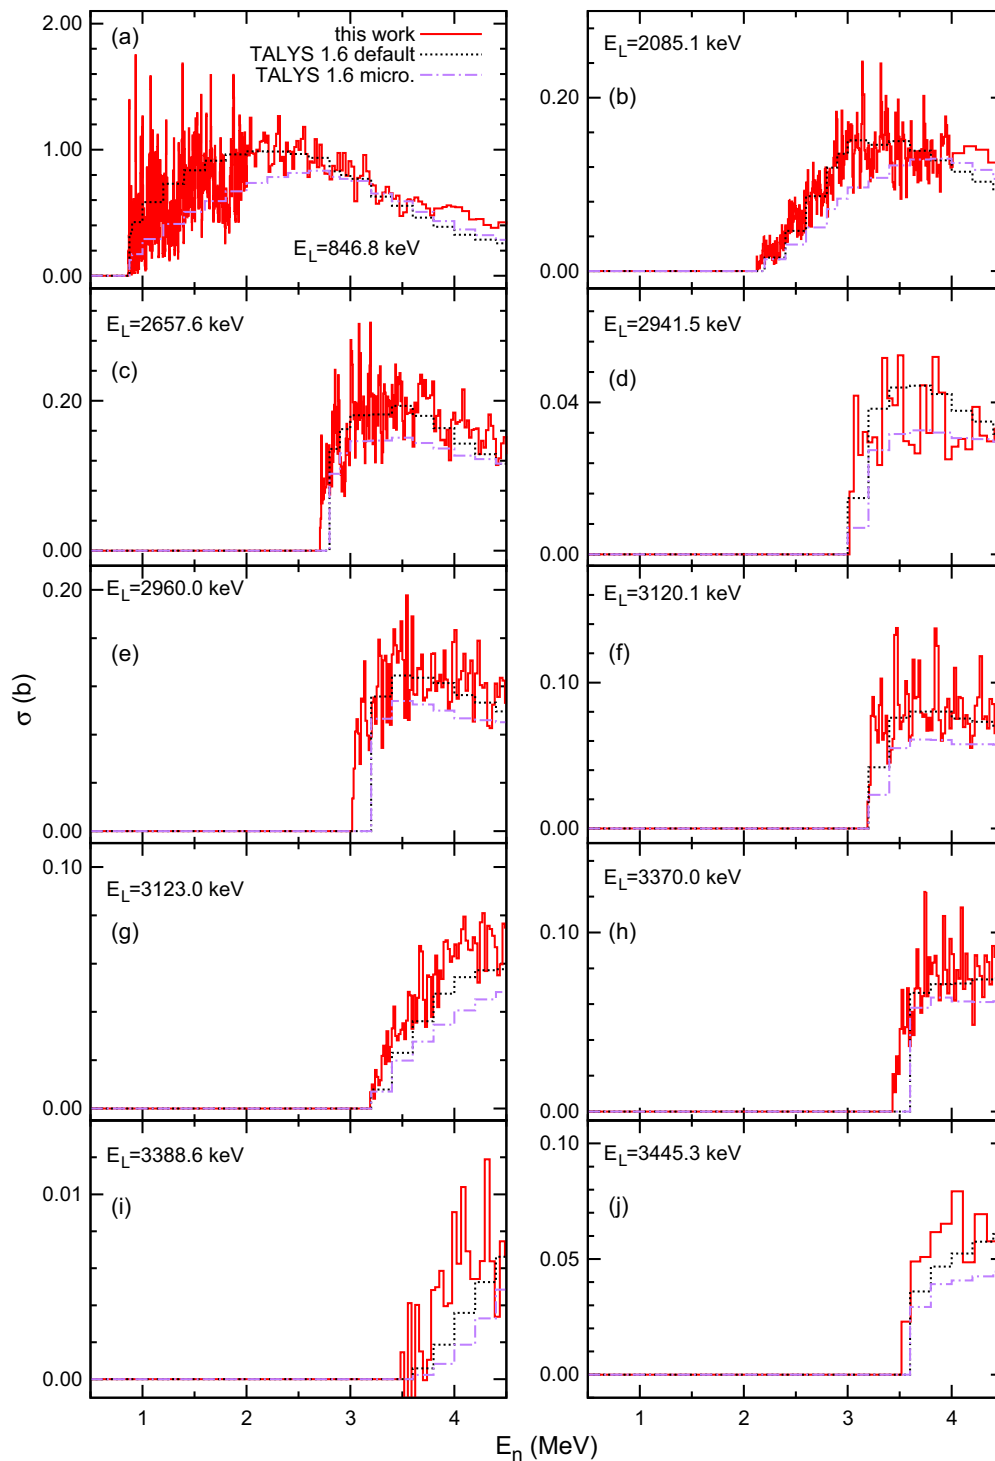 2.00
1.00
0.00
(a)
this work
TALYS 1.6 default
TALYS 1.6 micro.
E_L=846.8 keV
0.20
0.00
E_L=2085.1 keV
(b)
0.20
0.00
E_L=2657.6 keV
(c)
0.04
0.00
E_L=2941.5 keV
(d)
0.20
0.00
E_L=2960.0 keV
(e)
0.10
0.00
E_L=3120.1 keV
(f)
0.10
0.00
E_L=3123.0 keV
(g)
0.10
0.00
E_L=3370.0 keV
(h)
0.01
0.00
E_L=3388.6 keV
(i)
0.10
0.05
0.00
E_L=3445.3 keV
(j)
1 2 3 4
1 2 3 4
σ (b)
E_n (MeV)